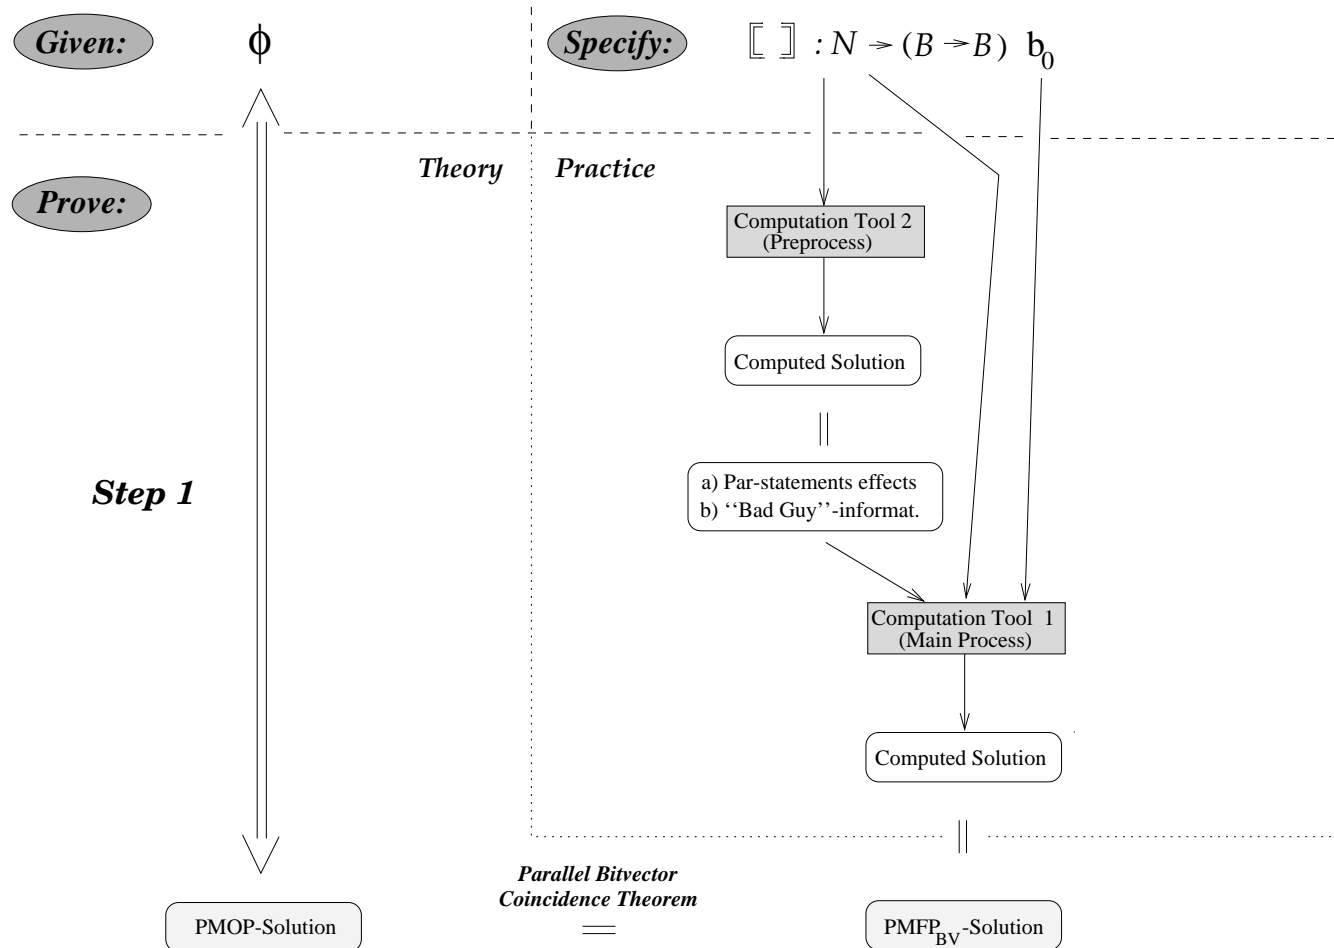 Given:
ϕ
Specify:
⟦ ⟧ : N → (B → B) b₀
Theory
Practice
Prove:
Computation Tool 2
(Preprocess)
Computed Solution
Step 1
a) Par-statements effects
b) ‘‘Bad Guy’’-informat.
Computation Tool 1
(Main Process)
Computed Solution
Parallel Bitvector
Coincidence Theorem
PMOP-Solution
=
PMFP_BV-Solution